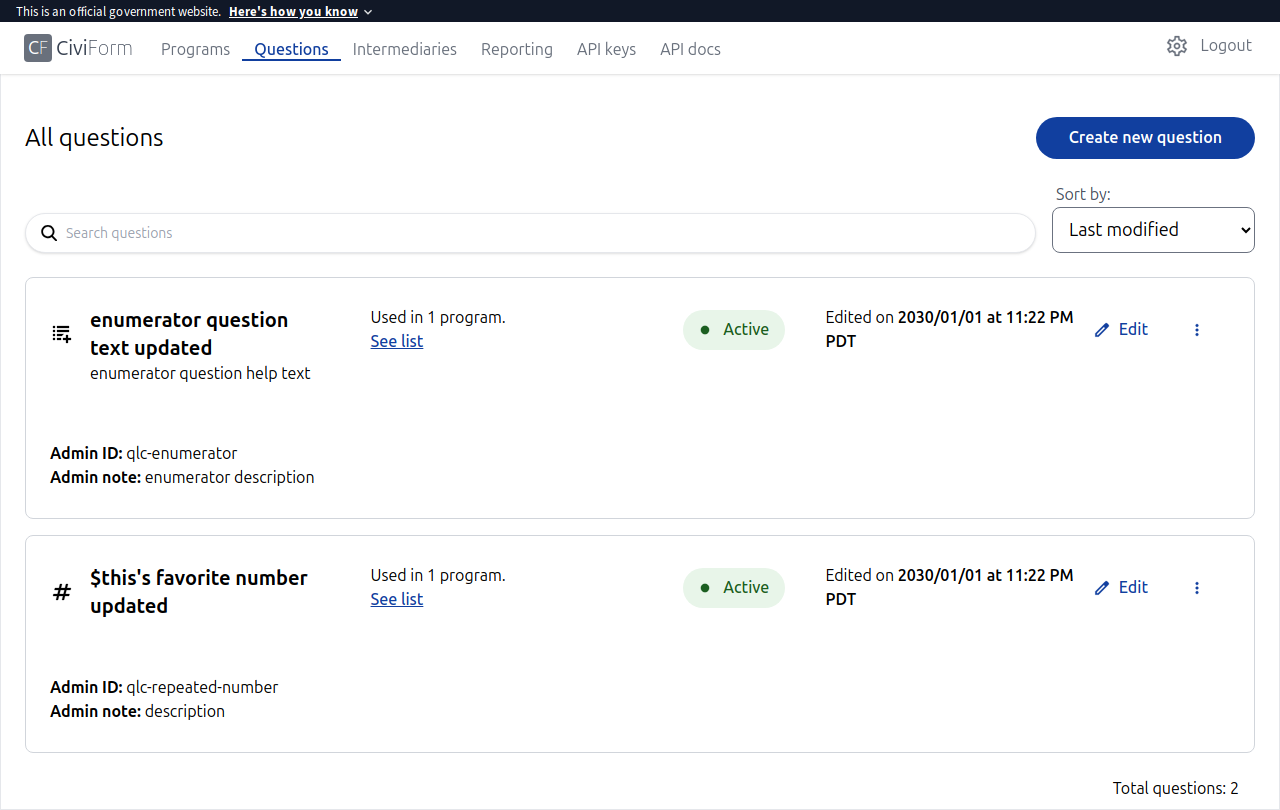 This is an official government website. Here's how you know
CF CiviForm Programs Questions Intermediaries Reporting API keys API docs Logout
All questions
Create new question
Sort by:
Search questions
Last modified
enumerator question
text updated
enumerator question help text
Used in 1 program.
See list
Active
Edited on 2030/01/01 at 11:22 PM
PDT
Edit
Admin ID: qlc-enumerator
Admin note: enumerator description
#
$this's favorite number
updated
Used in 1 program.
See list
Active
Edited on 2030/01/01 at 11:22 PM
PDT
Edit
Admin ID: qlc-repeated-number
Admin note: description
Total questions: 2